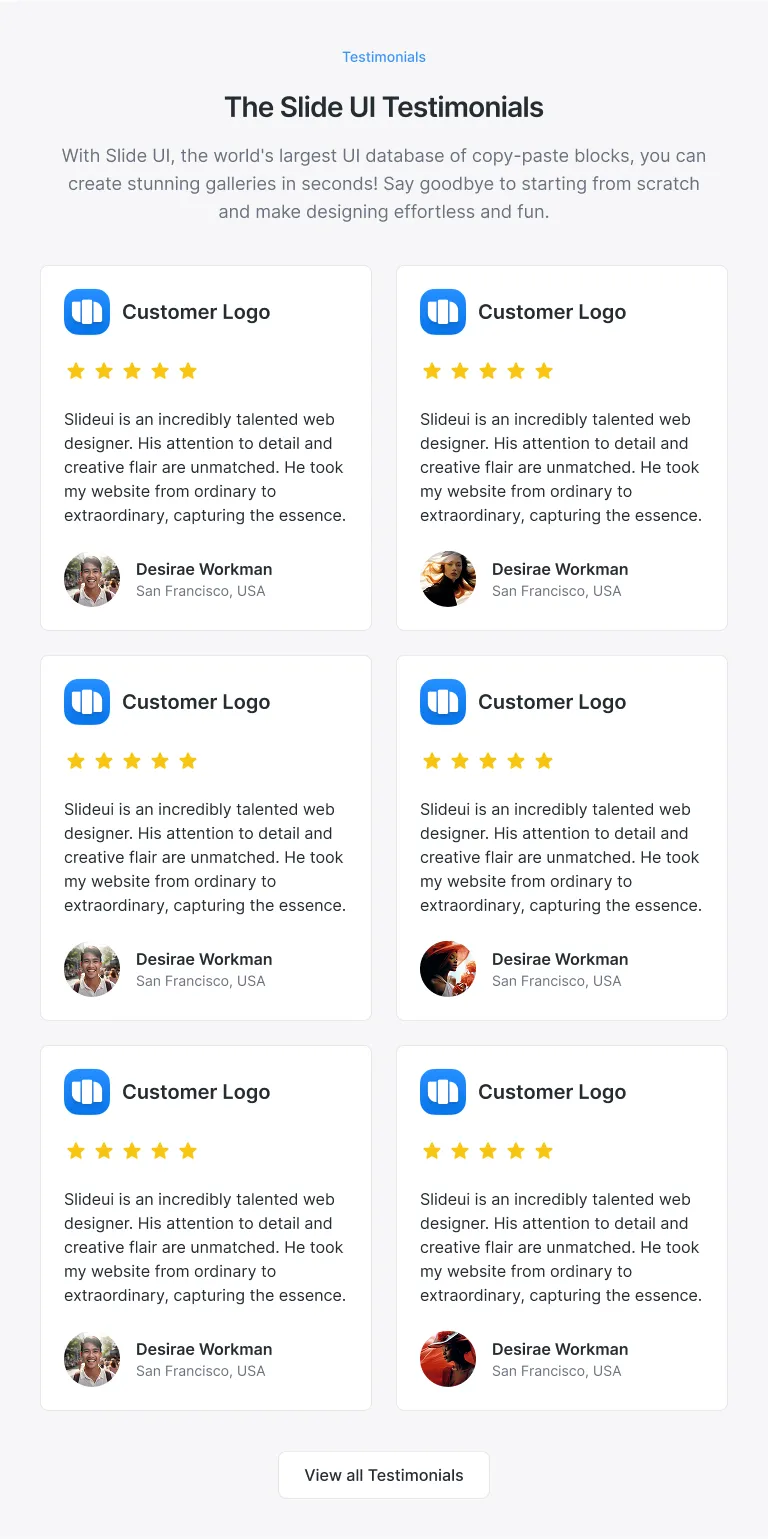 Testimonials
The Slide UI Testimonials
With Slide UI, the world's largest UI database of copy-paste blocks, you can
create stunning galleries in seconds! Say goodbye to starting from scratch
and make designing effortless and fun.
Customer Logo
Slideui is an incredibly talented web
designer. His attention to detail and
creative flair are unmatched. He took
my website from ordinary to
extraordinary, capturing the essence.
Desirae Workman
San Francisco, USA
Customer Logo
Slideui is an incredibly talented web
designer. His attention to detail and
creative flair are unmatched. He took
my website from ordinary to
extraordinary, capturing the essence.
Desirae Workman
San Francisco, USA
Customer Logo
Slideui is an incredibly talented web
designer. His attention to detail and
creative flair are unmatched. He took
my website from ordinary to
extraordinary, capturing the essence.
Desirae Workman
San Francisco, USA
Customer Logo
Slideui is an incredibly talented web
designer. His attention to detail and
creative flair are unmatched. He took
my website from ordinary to
extraordinary, capturing the essence.
Desirae Workman
San Francisco, USA
Customer Logo
Slideui is an incredibly talented web
designer. His attention to detail and
creative flair are unmatched. He took
my website from ordinary to
extraordinary, capturing the essence.
Desirae Workman
San Francisco, USA
Customer Logo
Slideui is an incredibly talented web
designer. His attention to detail and
creative flair are unmatched. He took
my website from ordinary to
extraordinary, capturing the essence.
Desirae Workman
San Francisco, USA
View all Testimonials